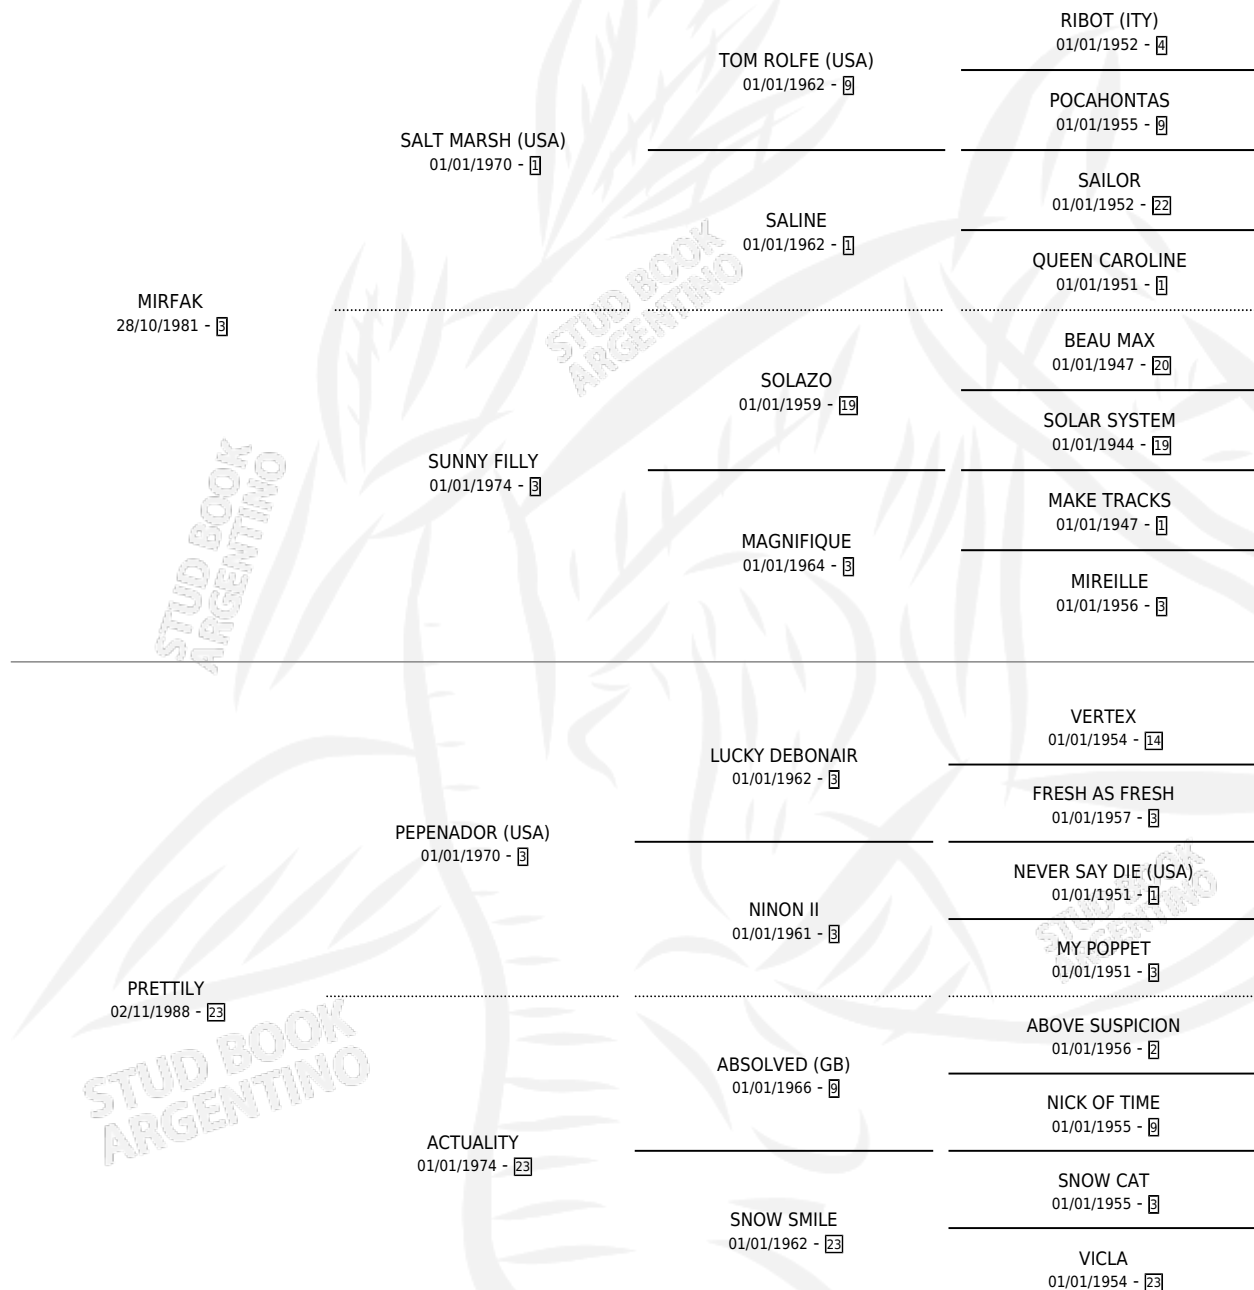 RIBOT (ITY)
01/01/1952 - 4
TOM ROLFE (USA)
01/01/1962 - 9
POCAHONTAS
01/01/1955 - 9
SALT MARSH (USA)
01/01/1970 - 1
SAILOR
01/01/1952 - 22
SALINE
01/01/1962 - 1
QUEEN CAROLINE
01/01/1951 - 1
MIRFAK
28/10/1981 - 3
STUD BOOK
ARGENTINO
BEAU MAX
01/01/1947 - 20
SOLAZO
01/01/1959 - 19
SOLAR SYSTEM
01/01/1944 - 19
SUNNY FILLY
01/01/1974 - 3
MAKE TRACKS
01/01/1947 - 1
MAGNIFIQUE
01/01/1964 - 3
MIREILLE
01/01/1956 - 3
STUD BOOK
ARGENTINO
VERTEX
01/01/1954 - 14
LUCKY DEBONAIR
01/01/1962 - 3
FRESH AS FRESH
01/01/1957 - 3
PEPENADOR (USA)
01/01/1970 - 3
NEVER SAY DIE (USA)
01/01/1951 - 1
NINON II
01/01/1961 - 3
STUD BOOK
ARGENTINO
MY POPPET
01/01/1951 - 3
PRETTILY
02/11/1988 - 23
ABOVE SUSPICION
01/01/1956 - 2
ABSOLVED (GB)
01/01/1966 - 9
NICK OF TIME
01/01/1955 - 9
STUD BOOK
ARGENTINO
ACTUALITY
01/01/1974 - 23
SNOW CAT
01/01/1955 - 3
SNOW SMILE
01/01/1962 - 23
VICLA
01/01/1954 - 23